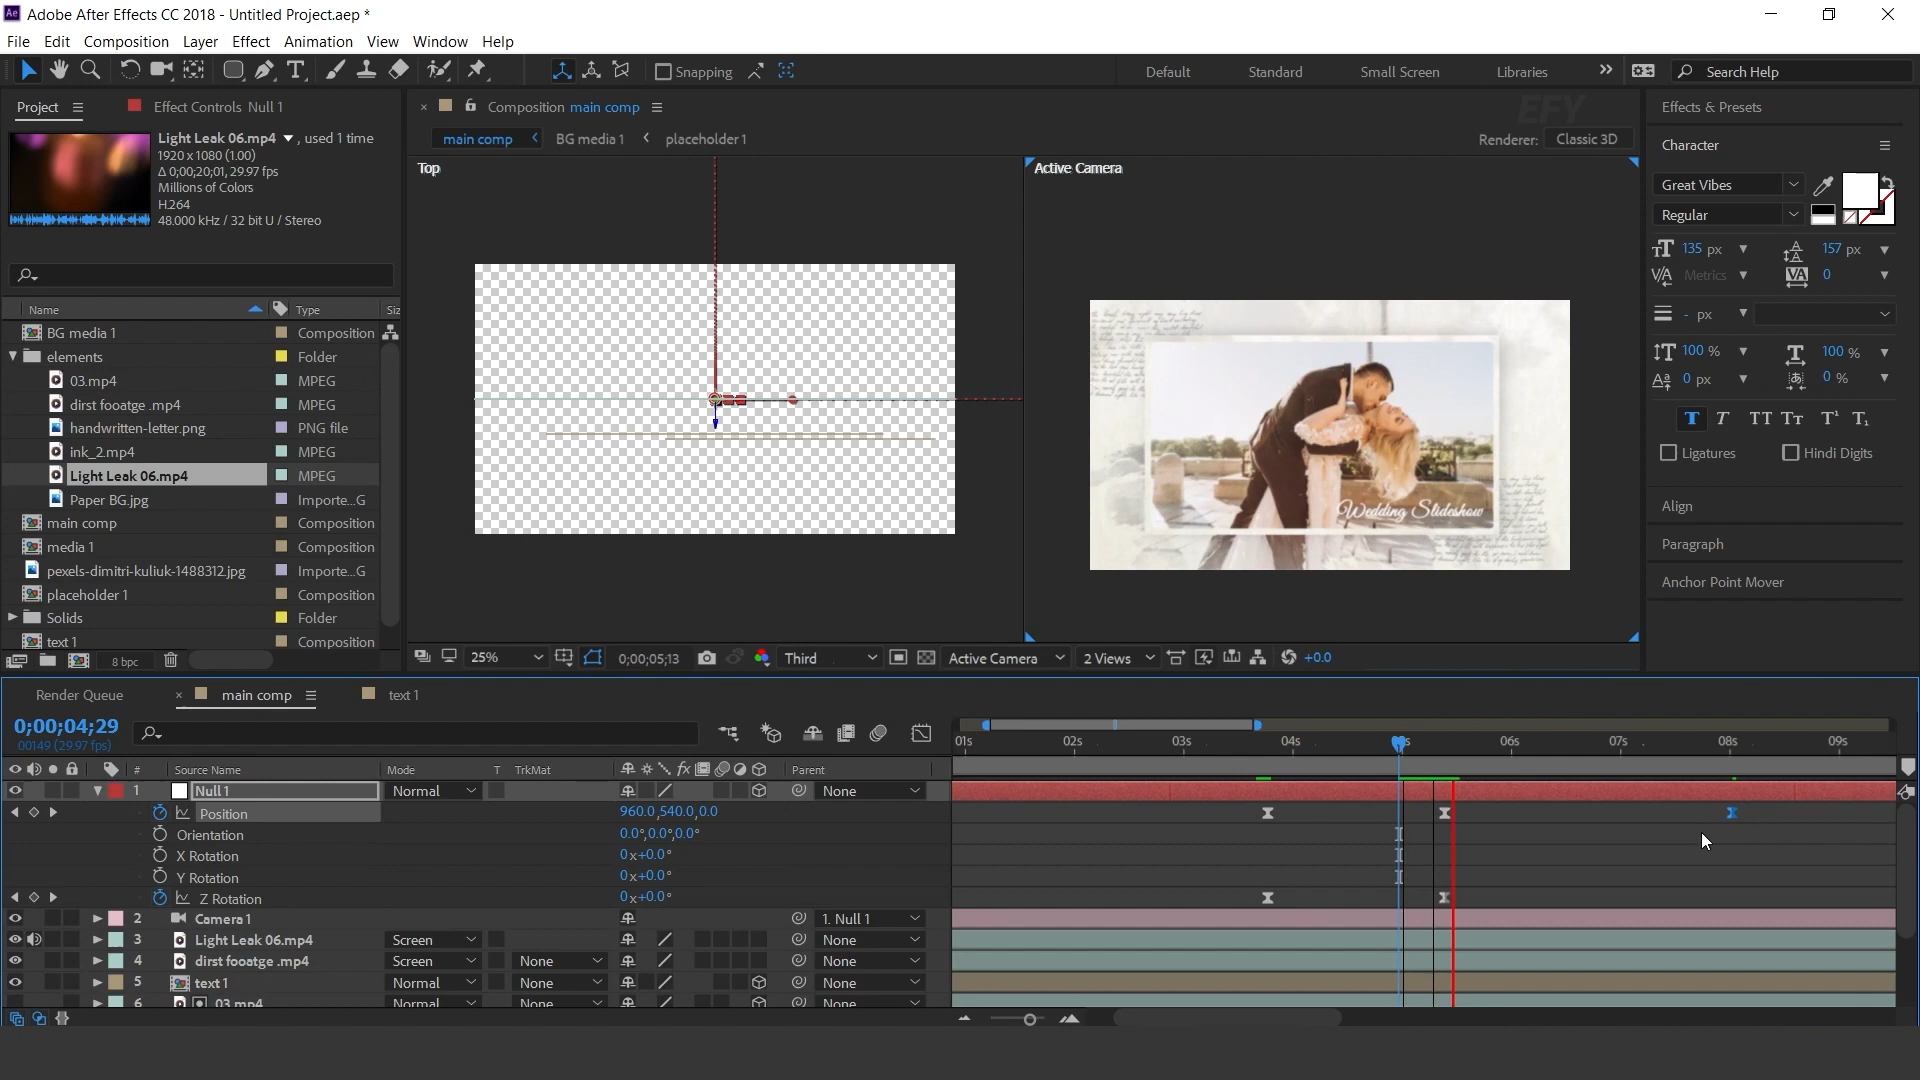 Adobe After Effects CC 2018 - Untitled Project.aep *
File Edit Composition Layer Effect Animation View Window Help
Snapping
Default Standard Small Screen Libraries Search Help
Project Effect Controls Null 1
Light Leak 06.mp4 , used 1 time
1920 x 1080 (1.00)
Δ 0;00;20;01, 29.97 fps
Millions of Colors
H.264
48.000 kHz / 32 bit U / Stereo
Name Type Siz
BG media 1 Composition
elements Folder
03.mp4 MPEG
dirst fooatge .mp4 MPEG
handwritten-letter.png PNG file
ink_2.mp4 MPEG
Light Leak 06.mp4 MPEG
Paper BG.jpg Importe...G
main comp Composition
media 1 Composition
pexels-dimitri-kuliuk-1488312.jpg Importe...G
placeholder 1 Composition
Solids Folder
text 1 Composition
8 bpc
Composition main comp
EFY
main comp BG media 1 placeholder 1
Renderer: Classic 3D
Top
Active Camera
Wedding Slideshow
25% 0;00;05;13 Third Active Camera 2 Views +0.0
Effects & Presets
Character
Great Vibes
Regular
135 px 157 px
Metrics 0
- px
100 % 100 %
0 px 0 %
T T TT Tt T¹ T₁
Ligatures Hindi Digits
Align
Paragraph
Anchor Point Mover
Render Queue main comp text 1
0;00;04;29
00149 (29.97 fps)
01s 02s 03s 04s 06s 07s 08s 09s
# Source Name Mode T TrkMat Parent
1 Null 1 Normal None
Position 960.0,540.0,0.0
Orientation 0.0°,0.0°,0.0°
X Rotation 0x+0.0°
Y Rotation 0x+0.0°
Z Rotation 0x+0.0°
2 Camera 1 1. Null 1
3 Light Leak 06.mp4 Screen None
4 dirst fooatge .mp4 Screen None None
5 text 1 Normal None None
6 03.mp4 Normal None None